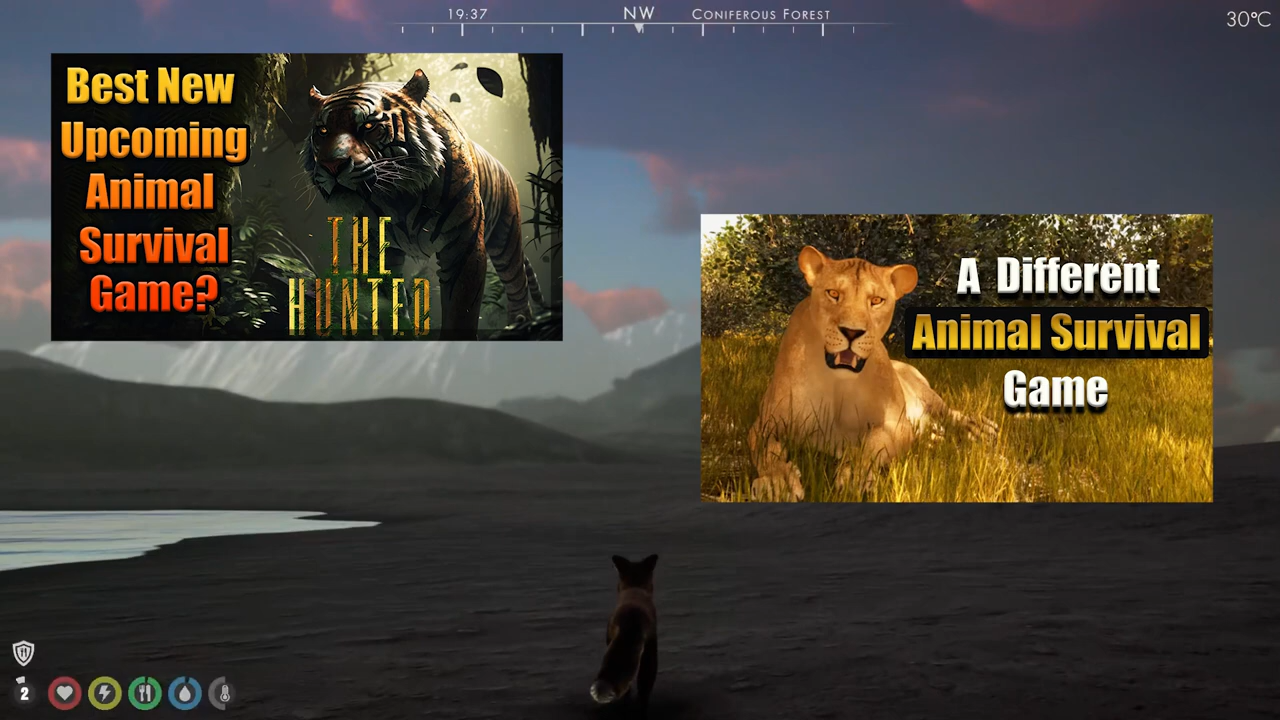 19:37
NW
Coniferous Forest
30°C
Best New
Upcoming
Animal
Survival
Game?
THE
HUNTED
A Different
Animal Survival
Game
2